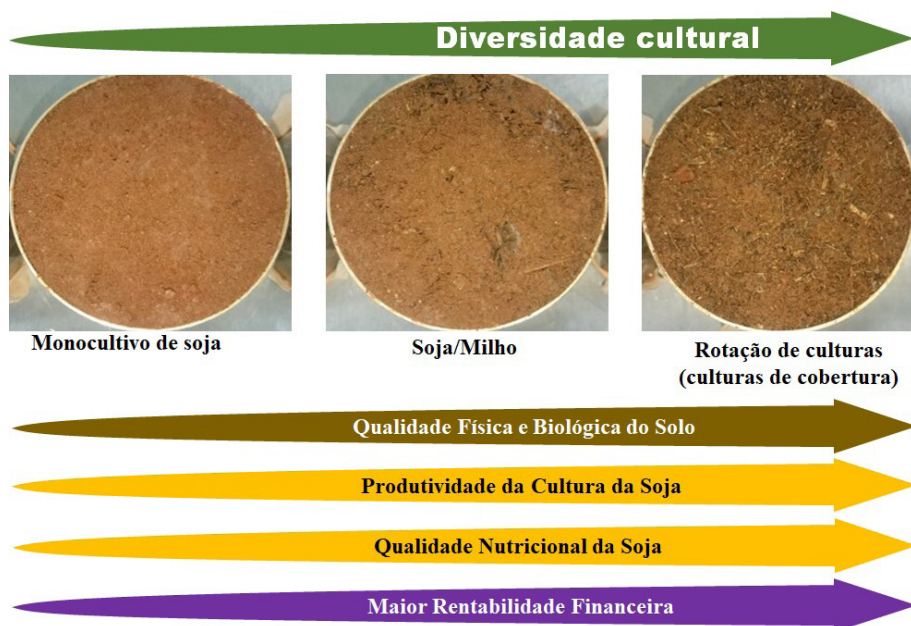 Diversidade cultural
Monocultivo de soja
Soja/Milho
Rotação de culturas
(culturas de cobertura)
Qualidade Física e Biológica do Solo
Produtividade da Cultura da Soja
Qualidade Nutricional da Soja
Maior Rentabilidade Financeira